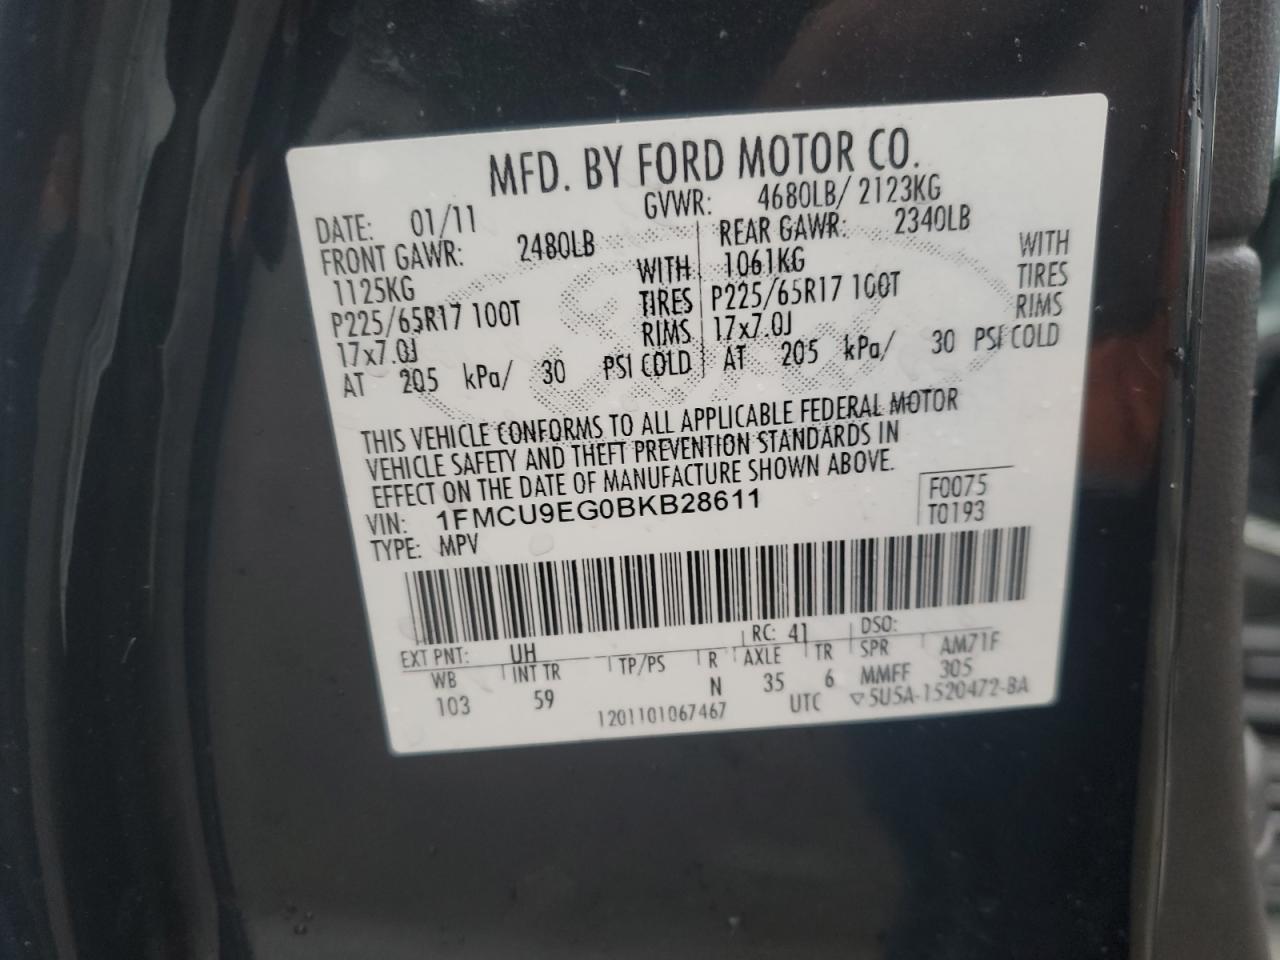 MFD. BY FORD MOTOR CO.
DATE: 01/11 GVWR: 4680LB/ 2123KG
FRONT GAWR: 2480LB REAR GAWR: 2340LB
1125KG WITH 1061KG WITH
P225/65R17 100T TIRES P225/65R17 100T TIRES
17x7.0J RIMS 17x7.0J RIMS
AT 205 kPa/ 30 PSI COLD AT 205 kPa/ 30 PSI COLD
THIS VEHICLE CONFORMS TO ALL APPLICABLE FEDERAL MOTOR
VEHICLE SAFETY AND THEFT PREVENTION STANDARDS IN
EFFECT ON THE DATE OF MANUFACTURE SHOWN ABOVE.
VIN: 1FMCU9EG0BKB28611 F0075
TYPE: MPV T0193
EXT PNT: UH RC: 41 DSO:
WB INT TR TP/PS R AXLE TR SPR AM71F
103 59 N 35 6 MMFF 305
1201101067467 UTC ▽5U5A-1520472-BA